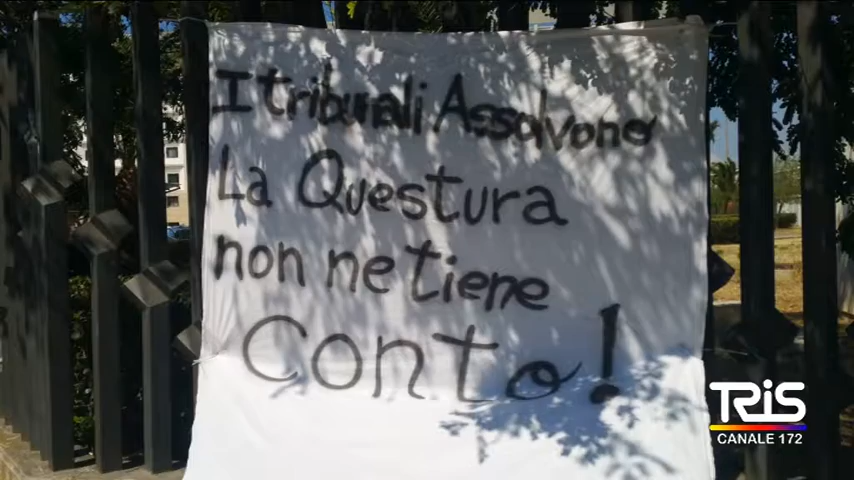 I tribunali Assolvono
La Questura
non ne tiene
Conto!
TRiS
CANALE 172